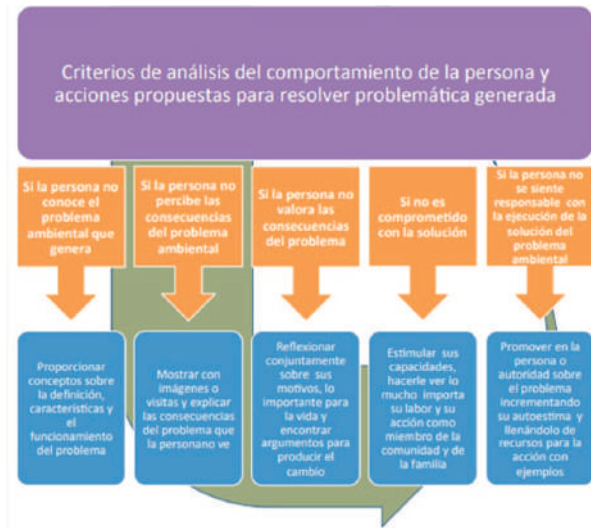 Criterios de análisis del comportamiento de la persona y
acciones propuestas para resolver problemática generada
Si la persona no
conoce el
problema
ambiental que
genera
Si la persona no
percibe las
consecuencias
del problema
ambiental
Si la persona no
valora las
consecuencias
del problema
Si no es
comprometido
con la solución
Si la persona no
se siente
responsable con
la ejecución de la
solución del
problema
ambiental
Proporcionar
conceptos sobre
la definición,
características y
el
funcionamiento
del problema
Mostrar con
imágenes o
visitas y explicar
las consecuencias
del problema que
la personano ve
Reflexionar
conjuntamente
sobre sus
motivos, lo
importante para
la vida y
encontrar
argumentos para
producir el
cambio
Estimular sus
capacidades,
hacerle ver lo
mucho importa
su labor y su
acción como
miembro de la
comunidad y de
la familia
Promover en la
persona o
autoridad sobre
el problema
incrementando
su autoestima y
llenándolo de
recursos para la
acción con
ejemplos